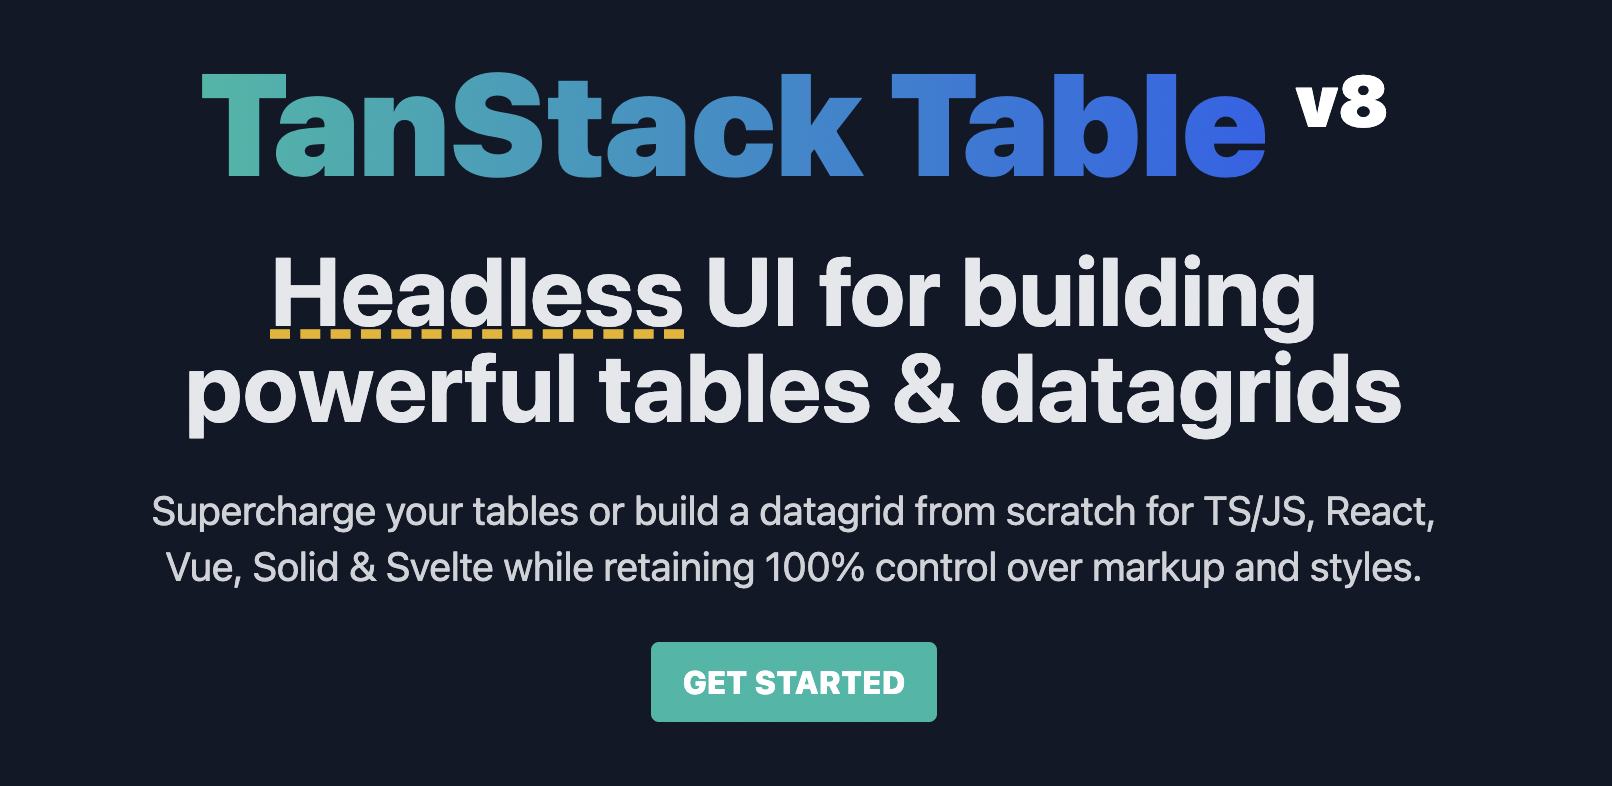 TanStack Table v8
Headless UI for building
powerful tables & datagrids
Supercharge your tables or build a datagrid from scratch for TS/JS, React,
Vue, Solid & Svelte while retaining 100% control over markup and styles.
GET STARTED